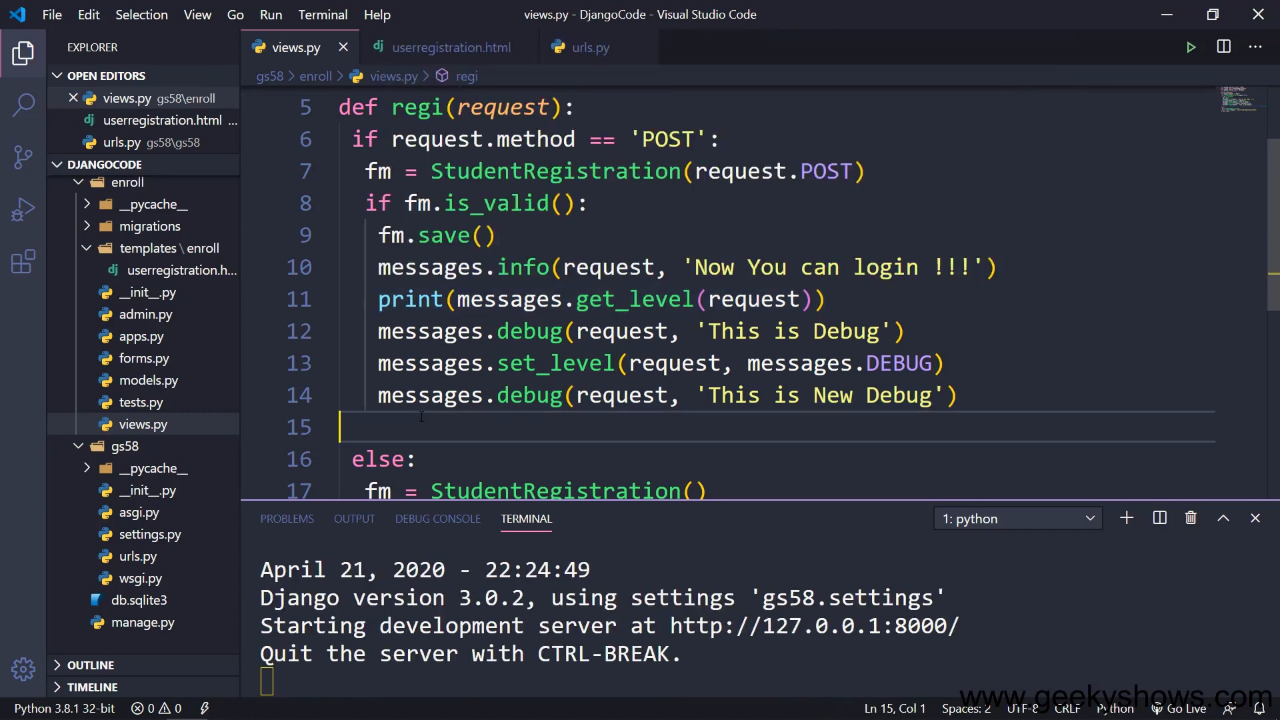 File Edit Selection View Go Run Terminal Help views.py - DjangoCode - Visual Studio Code
EXPLORER
OPEN EDITORS
views.py gs58\enroll
userregistration.html ...
urls.py gs58\gs58
DJANGOCODE
enroll
__pycache__
migrations
templates \ enroll
userregistration.h...
__init__.py
admin.py
apps.py
forms.py
models.py
tests.py
views.py
gs58
__pycache__
__init__.py
asgi.py
settings.py
urls.py
wsgi.py
db.sqlite3
manage.py
OUTLINE
TIMELINE
views.py userregistration.html urls.py
gs58 > enroll > views.py > regi
5 def regi(request):
6 if request.method == 'POST':
7 fm = StudentRegistration(request.POST)
8 if fm.is_valid():
9 fm.save()
10 messages.info(request, 'Now You can login !!!')
11 print(messages.get_level(request))
12 messages.debug(request, 'This is Debug')
13 messages.set_level(request, messages.DEBUG)
14 messages.debug(request, 'This is New Debug')
15
16 else:
17 fm = StudentRegistration()
PROBLEMS OUTPUT DEBUG CONSOLE TERMINAL 1: python
April 21, 2020 - 22:24:49
Django version 3.0.2, using settings 'gs58.settings'
Starting development server at http://127.0.0.1:8000/
Quit the server with CTRL-BREAK.
www.geekyshows.com
Python 3.8.1 32-bit 0 0 Ln 15, Col 1 Spaces: 2 UTF-8 CRLF Python Go Live